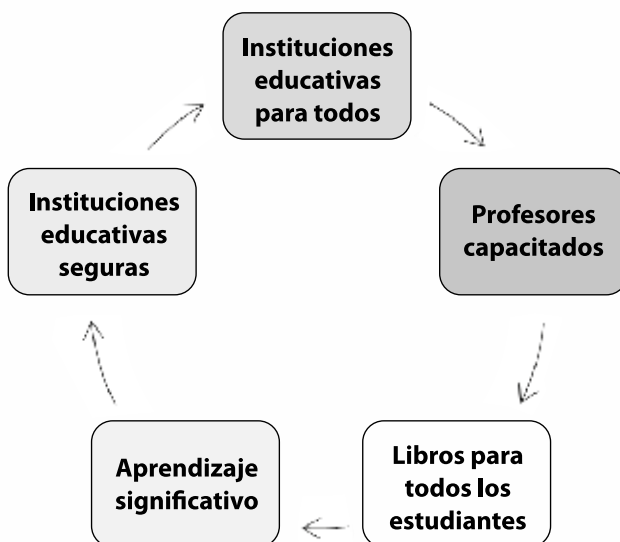 Instituciones
educativas
para todos
Profesores
capacitados
Libros para
todos los
estudiantes
Aprendizaje
significativo
Instituciones
educativas
seguras